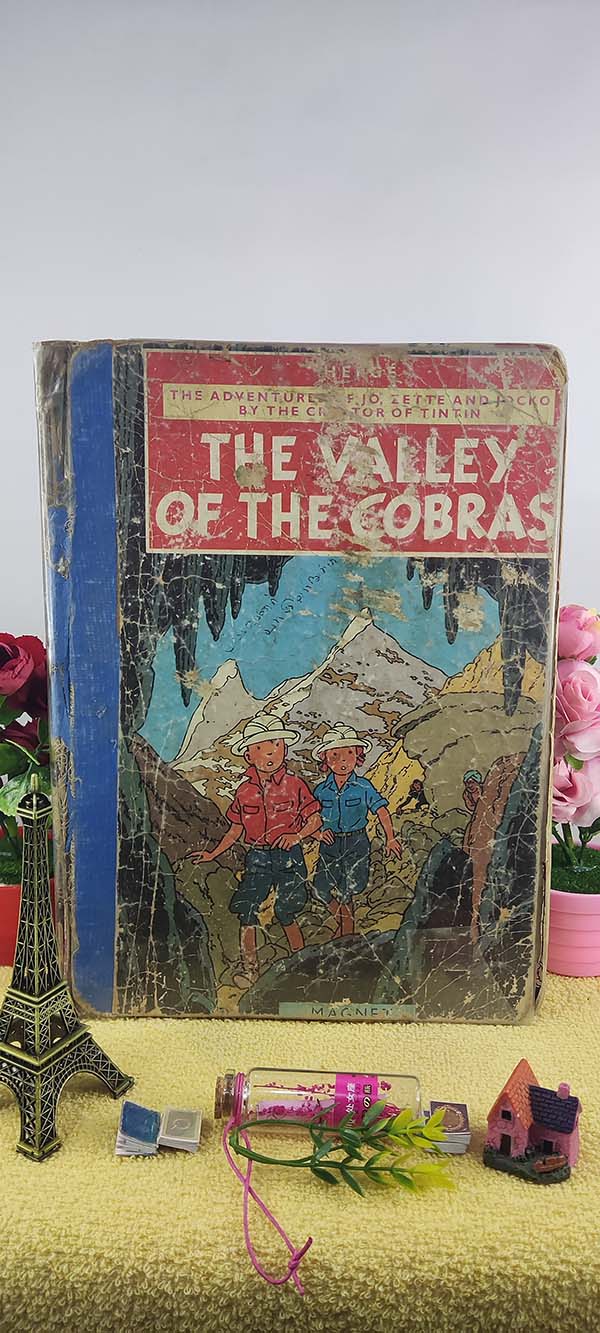 HERGÉ
THE ADVENTURES OF JO, ZETTE AND JOCKO
BY THE CREATOR OF TINTIN
THE VALLEY
OF THE COBRAS
MAGNET